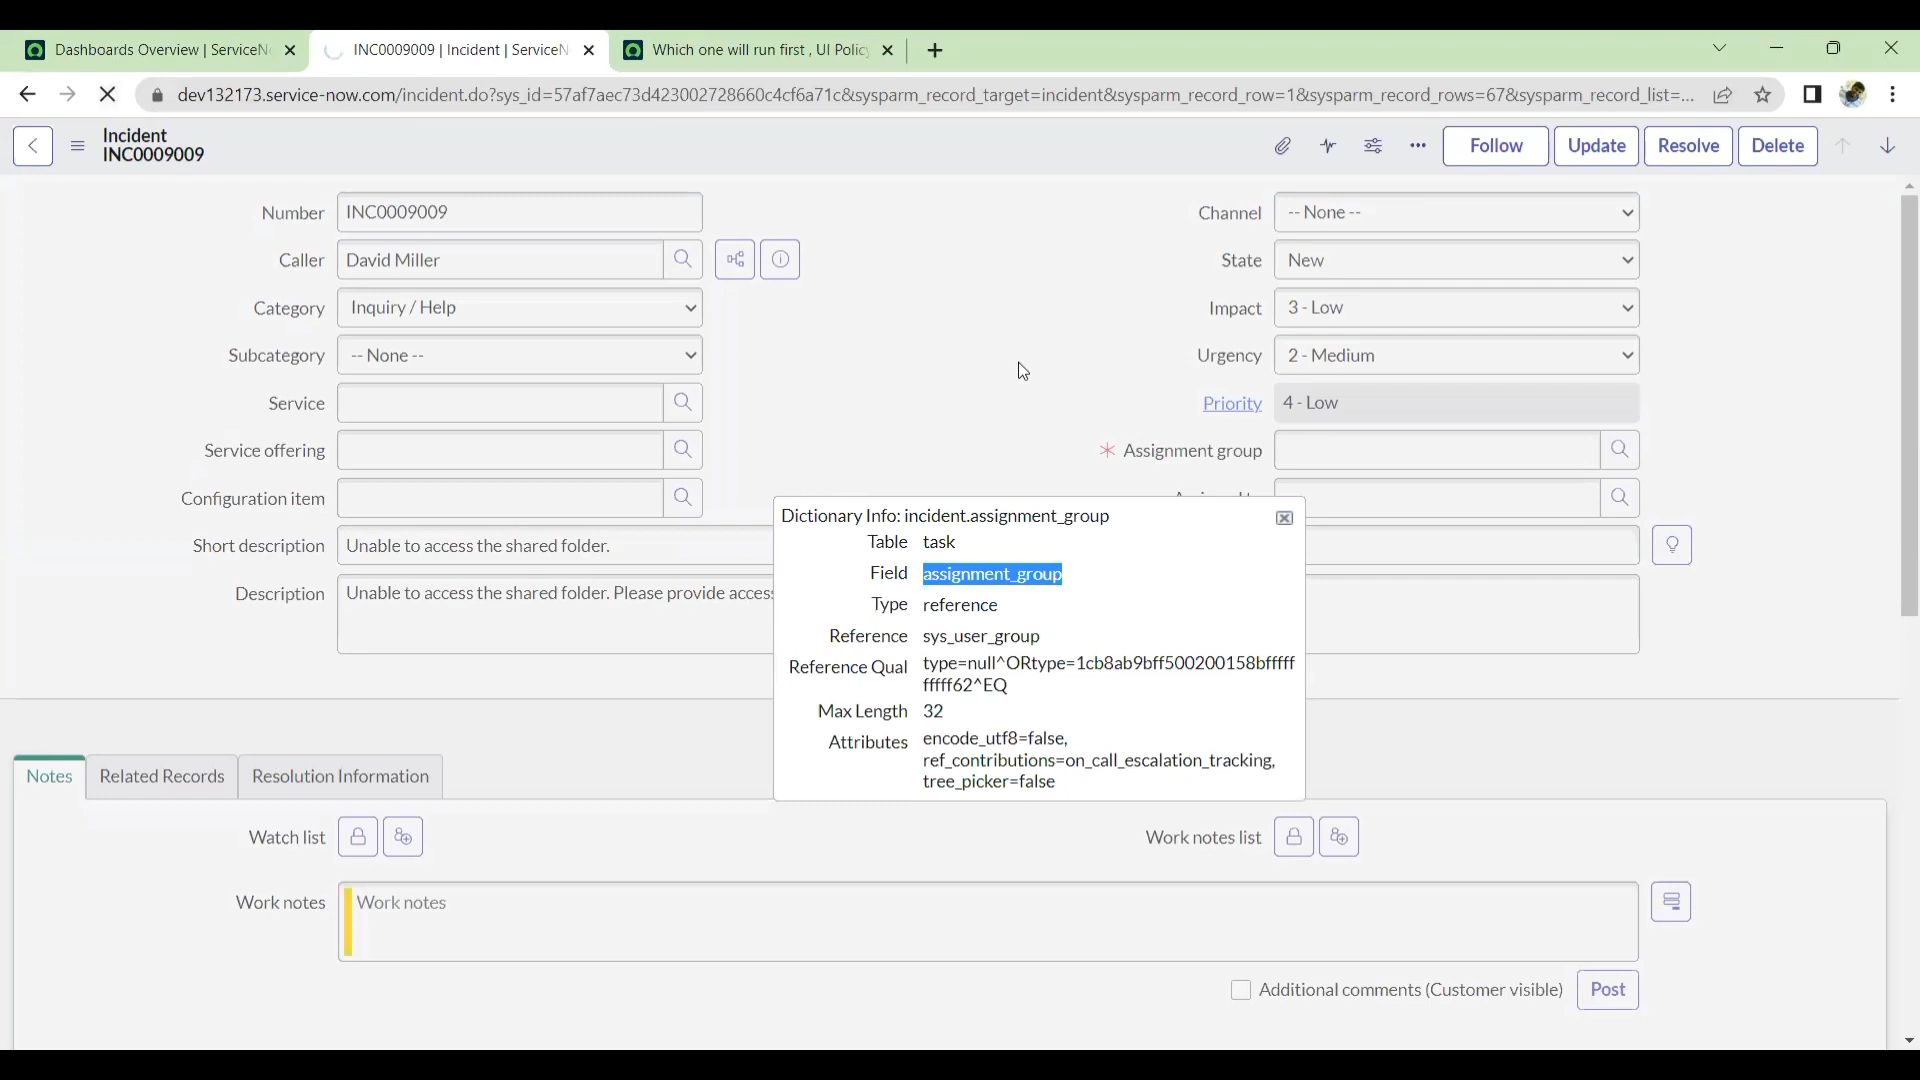 Dashboards Overview | ServiceN
INC0009009 | Incident | ServiceN
Which one will run first , UI Policy
dev132173.service-now.com/incident.do?sys_id=57af7aec73d423002728660c4cf6a71c&sysparm_record_target=incident&sysparm_record_row=1&sysparm_record_rows=67&sysparm_record_list=...
Incident
INC0009009
Follow
Update
Resolve
Delete
Number
INC0009009
Channel
-- None --
Caller
David Miller
State
New
Category
Inquiry / Help
Impact
3 - Low
Subcategory
-- None --
Urgency
2 - Medium
Service
Priority
4 - Low
Service offering
Assignment group
Configuration item
Short description
Unable to access the shared folder.
Description
Unable to access the shared folder. Please provide access
Dictionary Info: incident.assignment_group
Table task
Field assignment_group
Type reference
Reference sys_user_group
Reference Qual type=null^ORtype=1cb8ab9bff500200158bfffff
fffff62^EQ
Max Length 32
Attributes encode_utf8=false,
ref_contributions=on_call_escalation_tracking,
tree_picker=false
Notes
Related Records
Resolution Information
Watch list
Work notes list
Work notes
Work notes
Additional comments (Customer visible)
Post